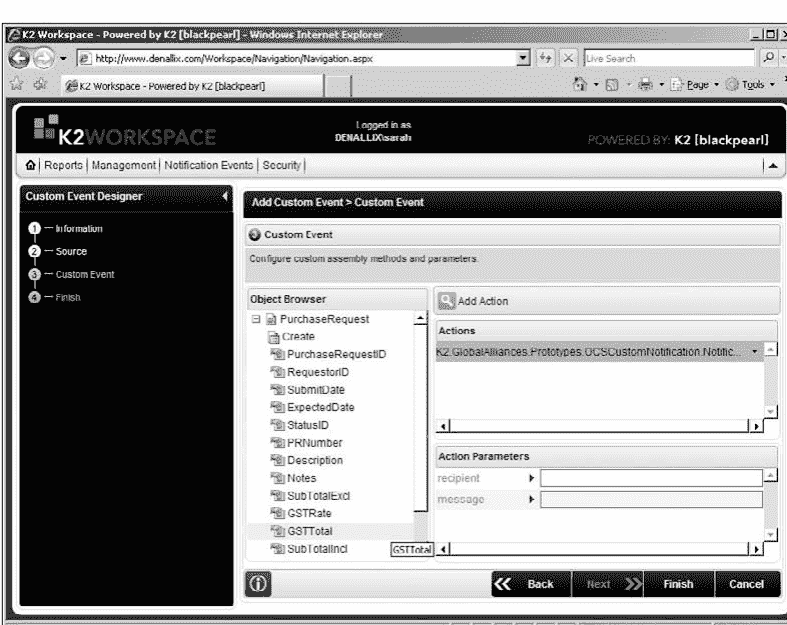 K2 Workspace - Powered by K2 [blackpearl] - Windows Internet Explorer
http://www.denallix.com/Workspace/Navigation/Navigation.aspx
Live Search
K2 Workspace - Powered by K2 [blackpearl]
Page
Tools
K2WORKSPACE
Logged in as
DENALLIX\sarah
POWERED BY: K2 [blackpearl]
Reports | Management | Notification Events | Security |
Custom Event Designer
1 Information
2 Source
3 Custom Event
4 Finish
Add Custom Event > Custom Event
3 Custom Event
Configure custom assembly methods and parameters.
Object Browser
PurchaseRequest
Create
PurchaseRequestID
RequestorID
SubmitDate
ExpectedDate
StatusID
PRNumber
Description
Notes
SubTotalExcl
GSTRate
GSTTotal
SubTotalIncl
GSTTotal
Add Action
Actions
K2.GlobalAlliances.Prototypes.OCSCustomNotification.Notific...
Action Parameters
recipient
message
Back
Next
Finish
Cancel